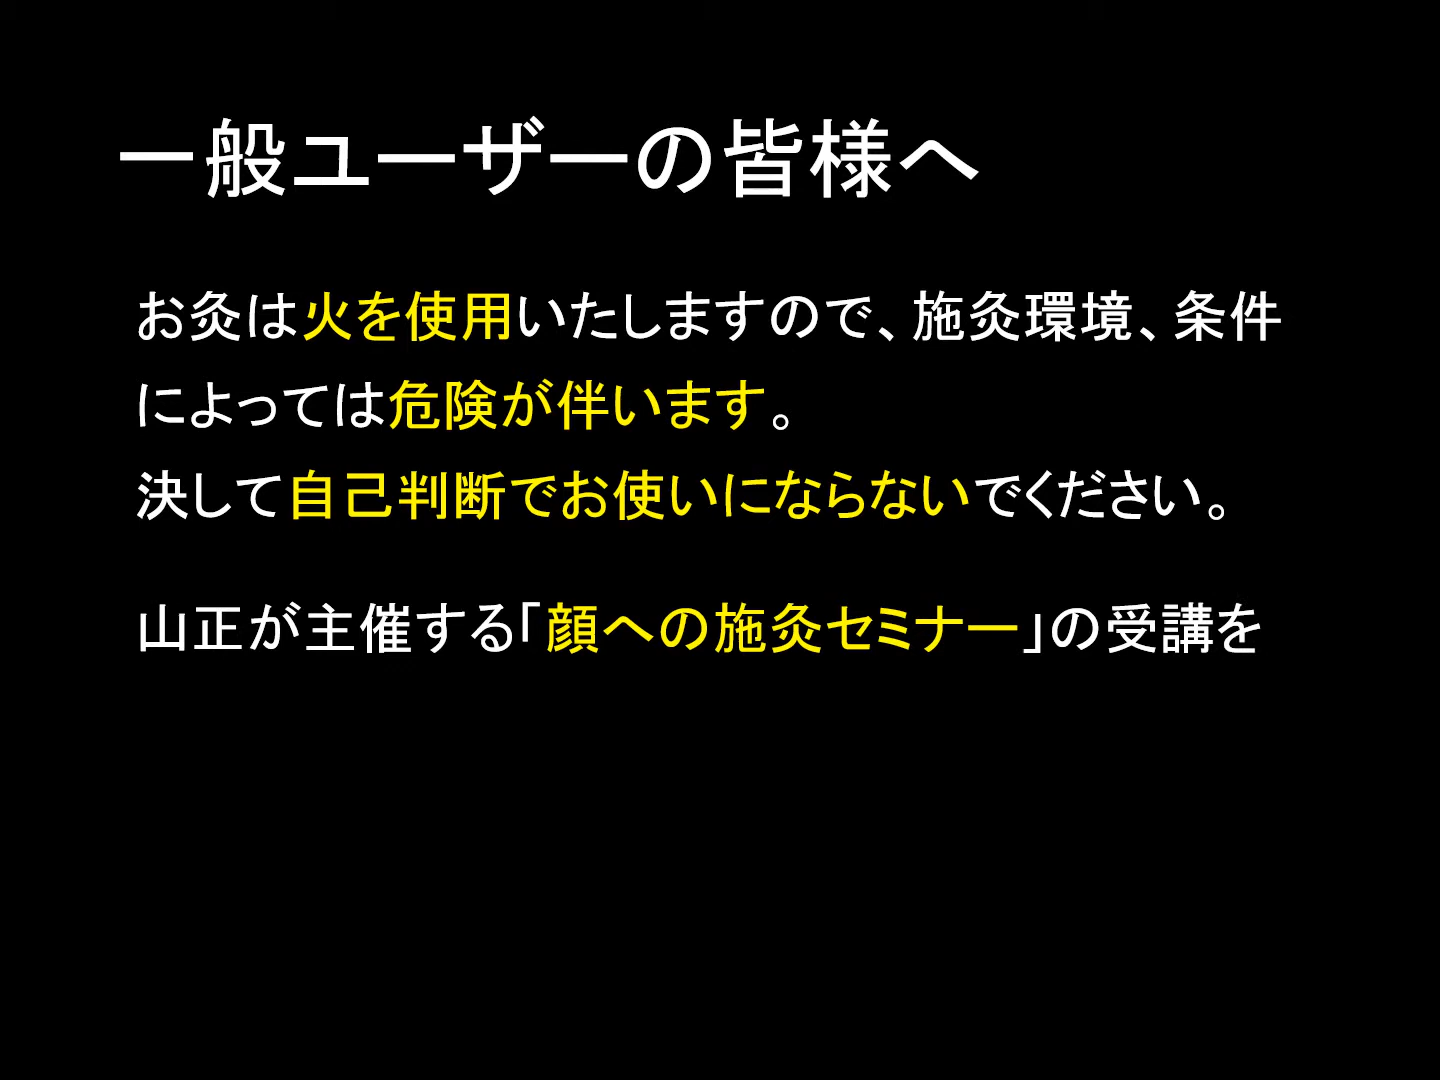 一般ユーザーの皆様へ
お灸は火を使用いたしますので、施灸環境、条件
によっては危険が伴います。
決して自己判断でお使いにならないでください。
山正が主催する「顔への施灸セミナー」の受講を